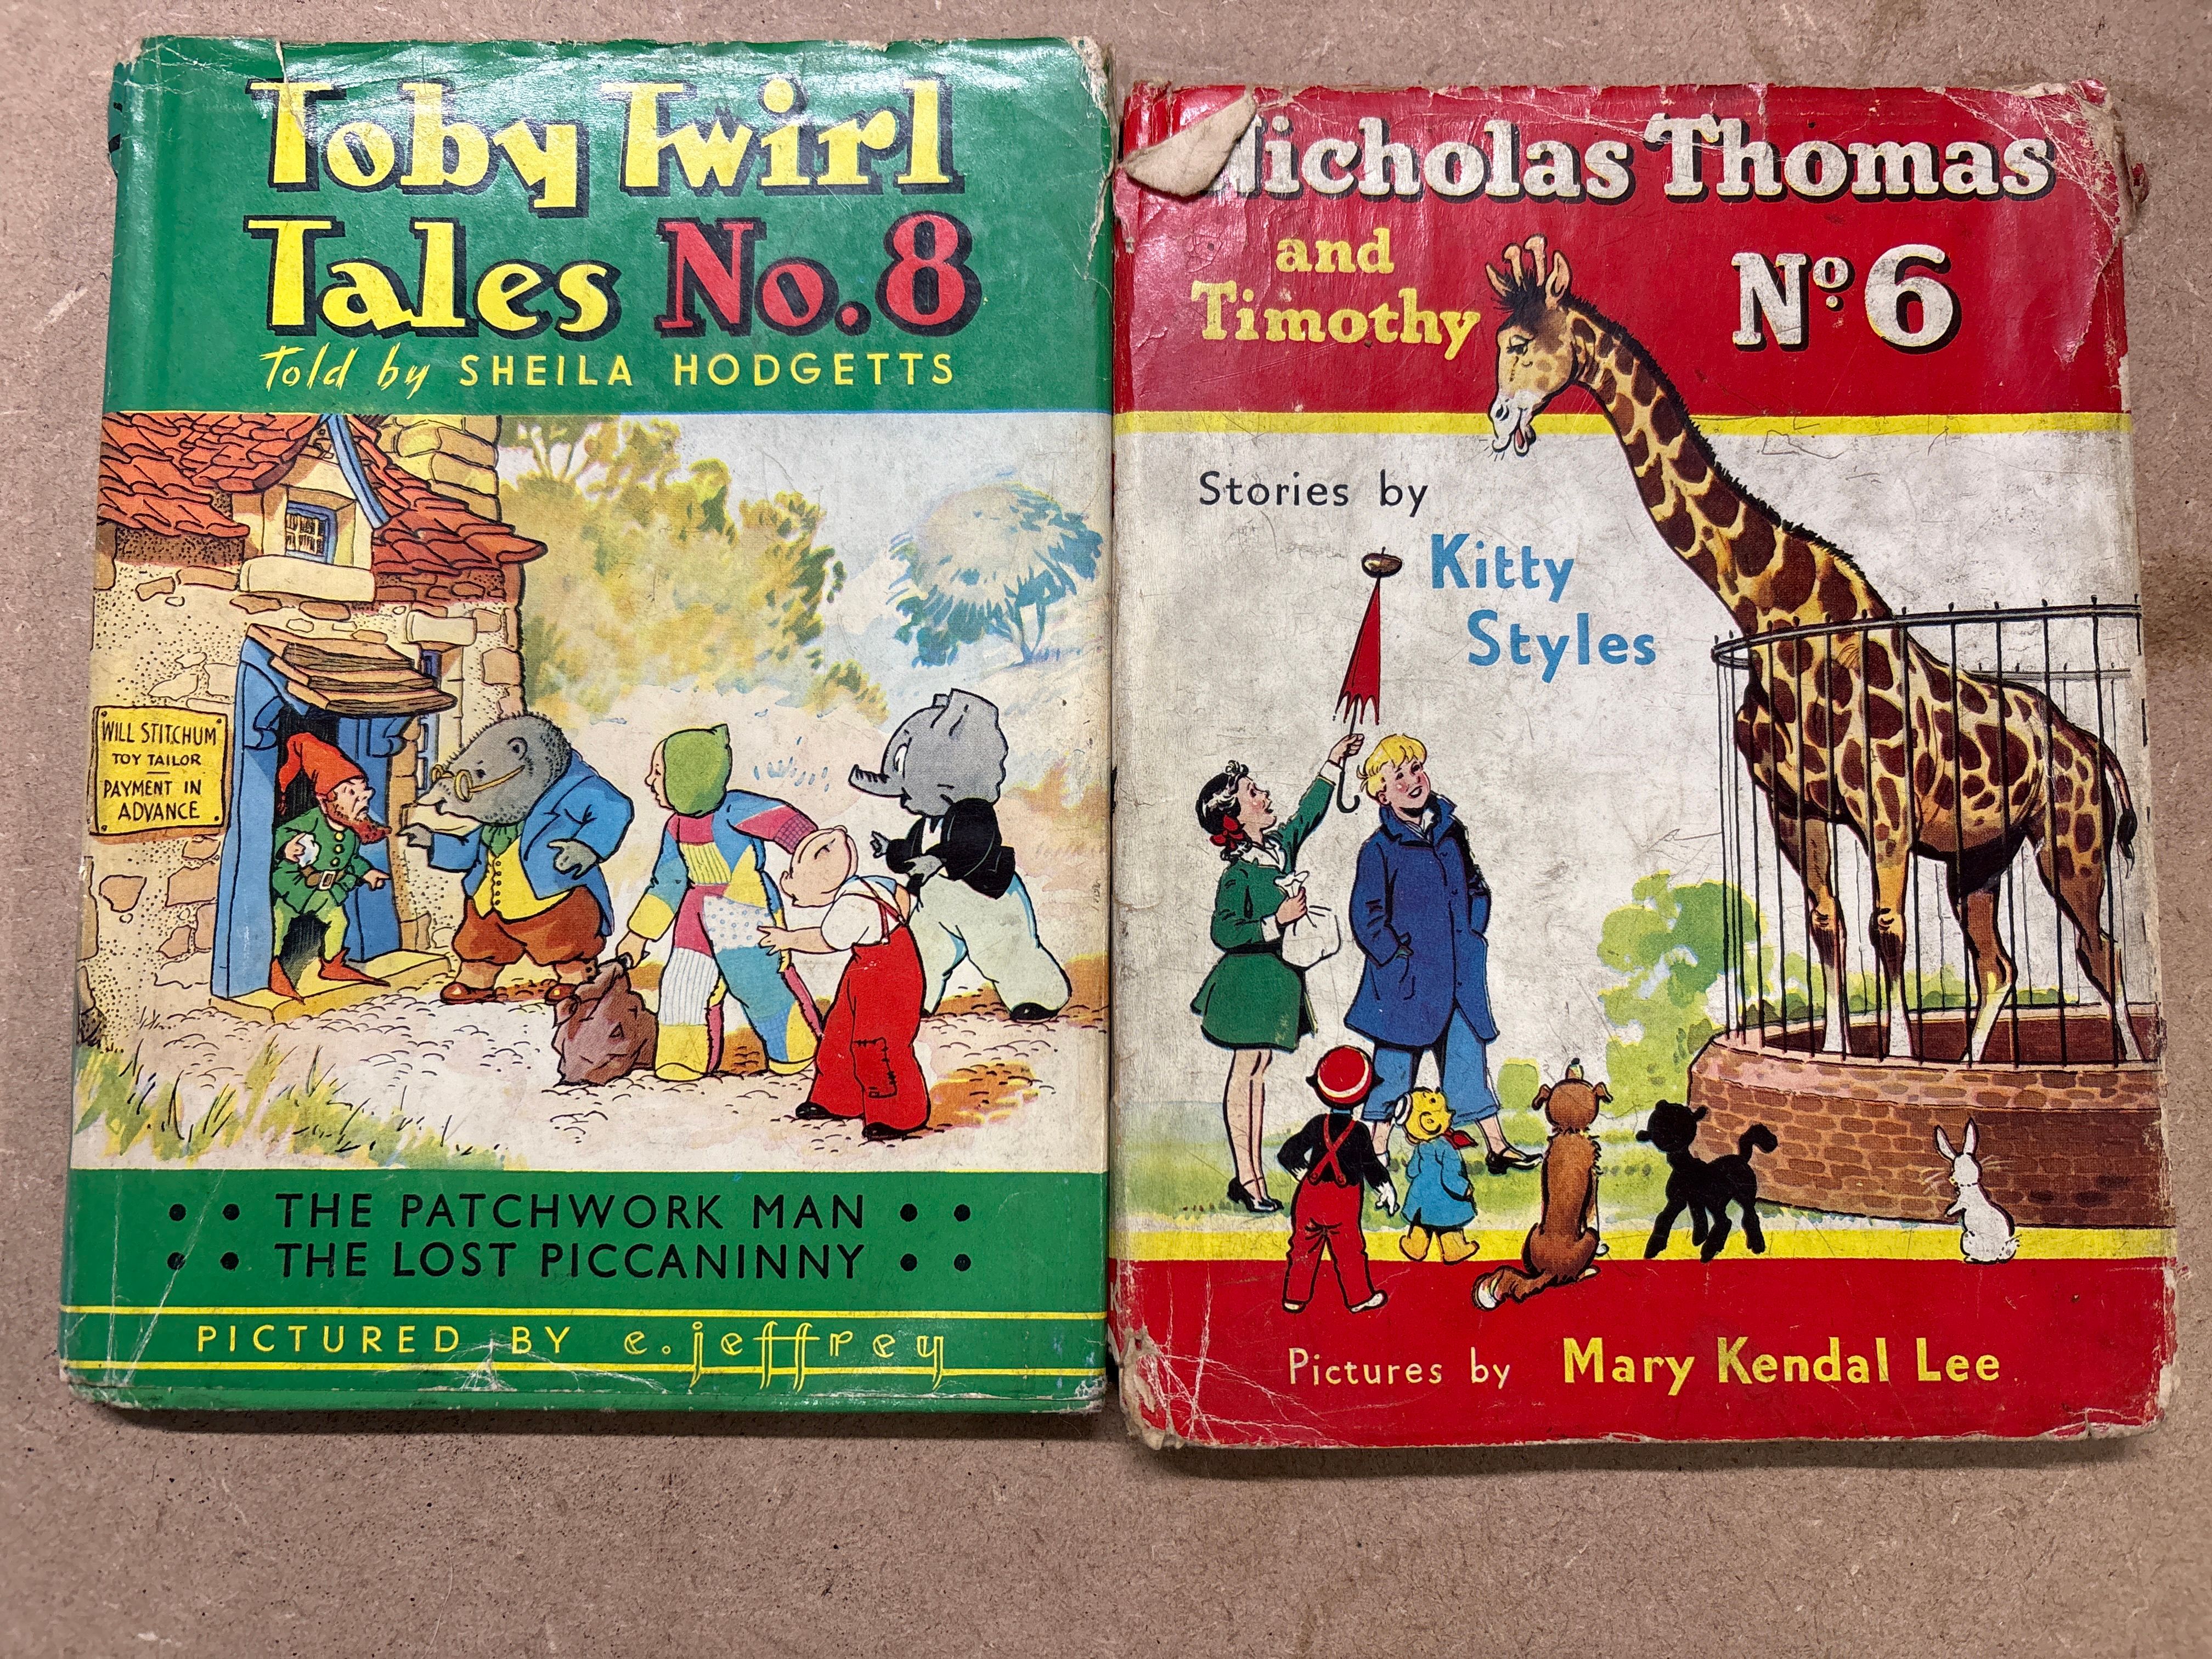 Toby Twirl
Tales No. 8
Told by SHEILA HODGETTS
WILL STITCHUM
TOY TAILOR
PAYMENT IN
ADVANCE
•• THE PATCHWORK MAN ••
•• THE LOST PICCANINNY ••
PICTURED BY e. jeffrey
Nicholas Thomas
and
Timothy
No. 6
Stories by
Kitty
Styles
Pictures by Mary Kendal Lee